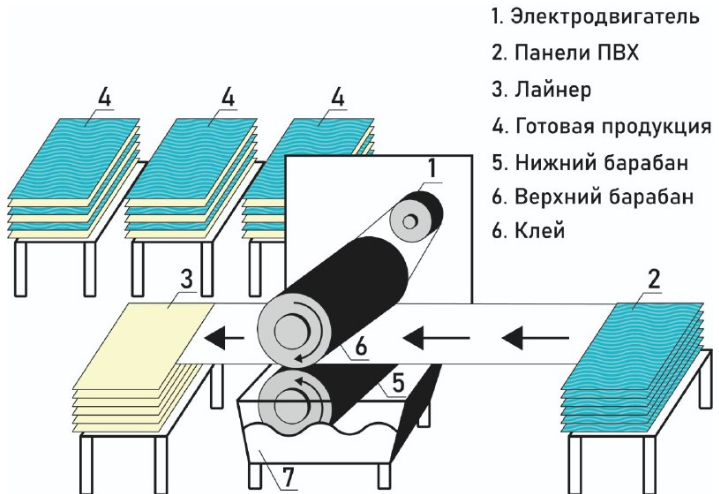 1. Электродвигатель
2. Панели ПВХ
3. Лайнер
4. Готовая продукция
5. Нижний барабан
6. Верхний барабан
6. Клей
4
4
4
1
3
2
6
5
7